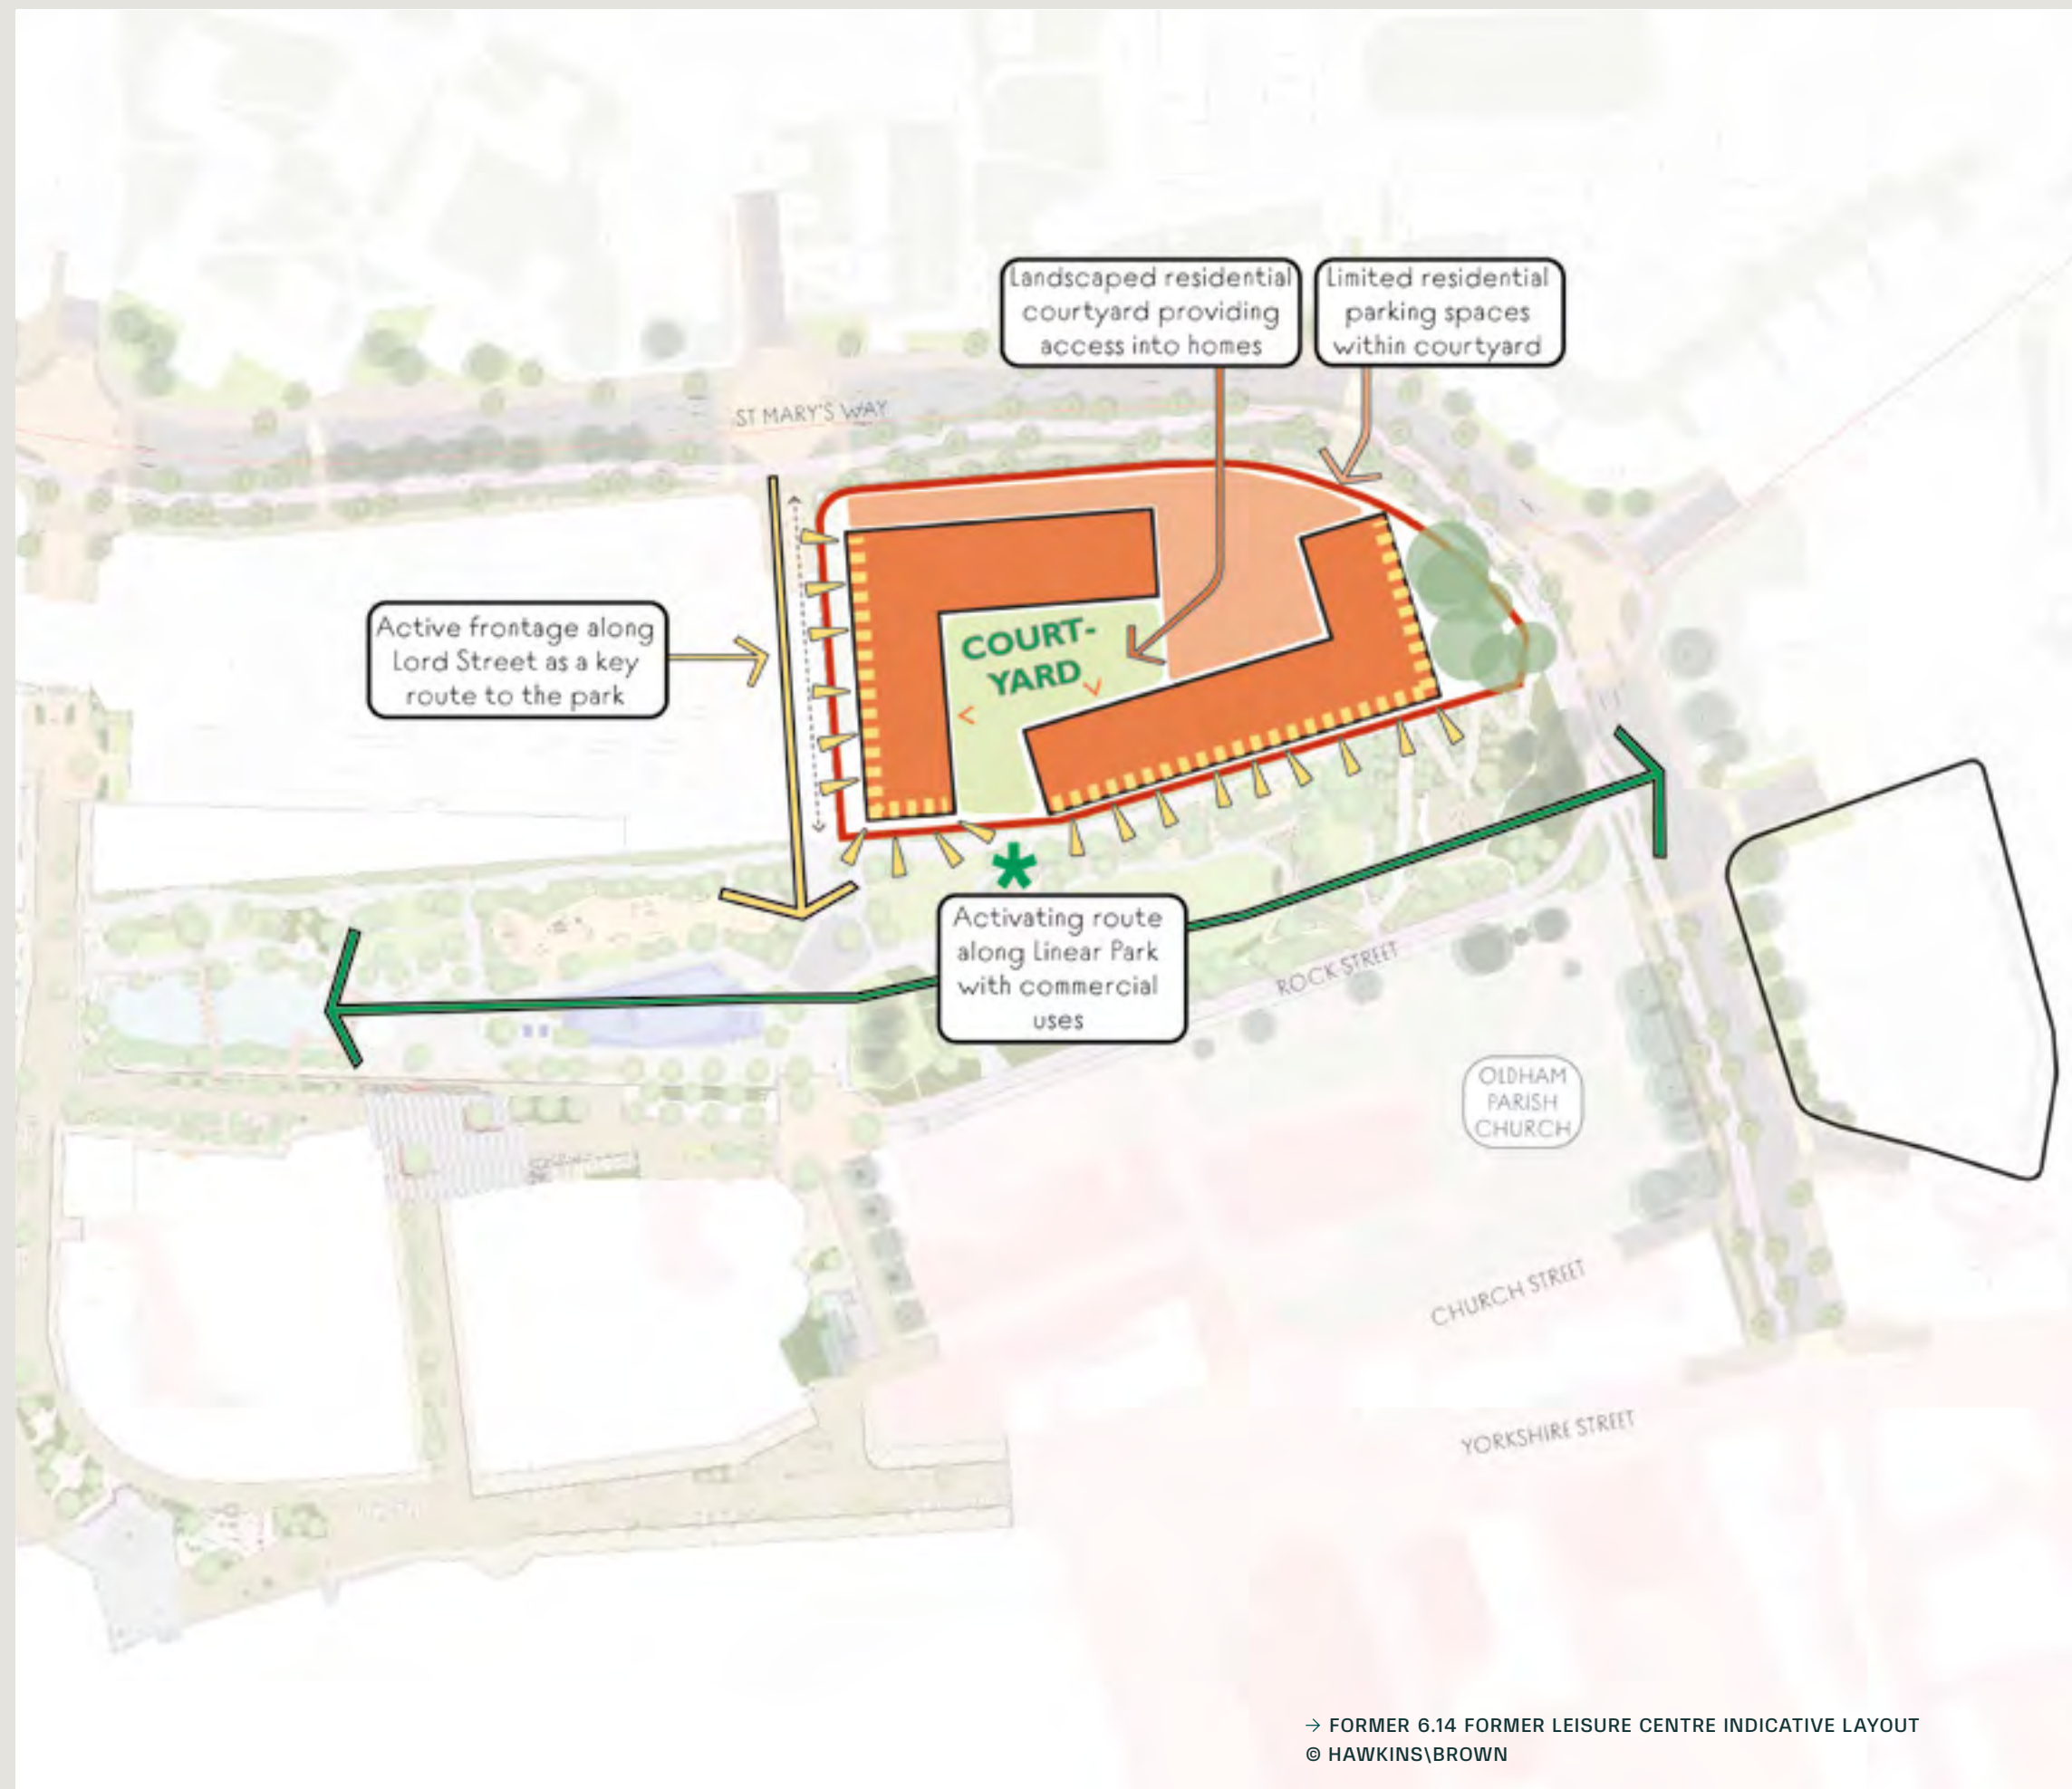 Landscaped residential
courtyard providing
access into homes
Limited residential
parking spaces
within courtyard
ST MARY'S WAY
Active frontage along
Lord Street as a key
route to the park
COURT-
YARD
Activating route
along Linear Park
with commercial
uses
ROCK STREET
OLDHAM
PARISH
CHURCH
CHURCH STREET
YORKSHIRE STREET
→ FORMER 6.14 FORMER LEISURE CENTRE INDICATIVE LAYOUT
© HAWKINS\BROWN